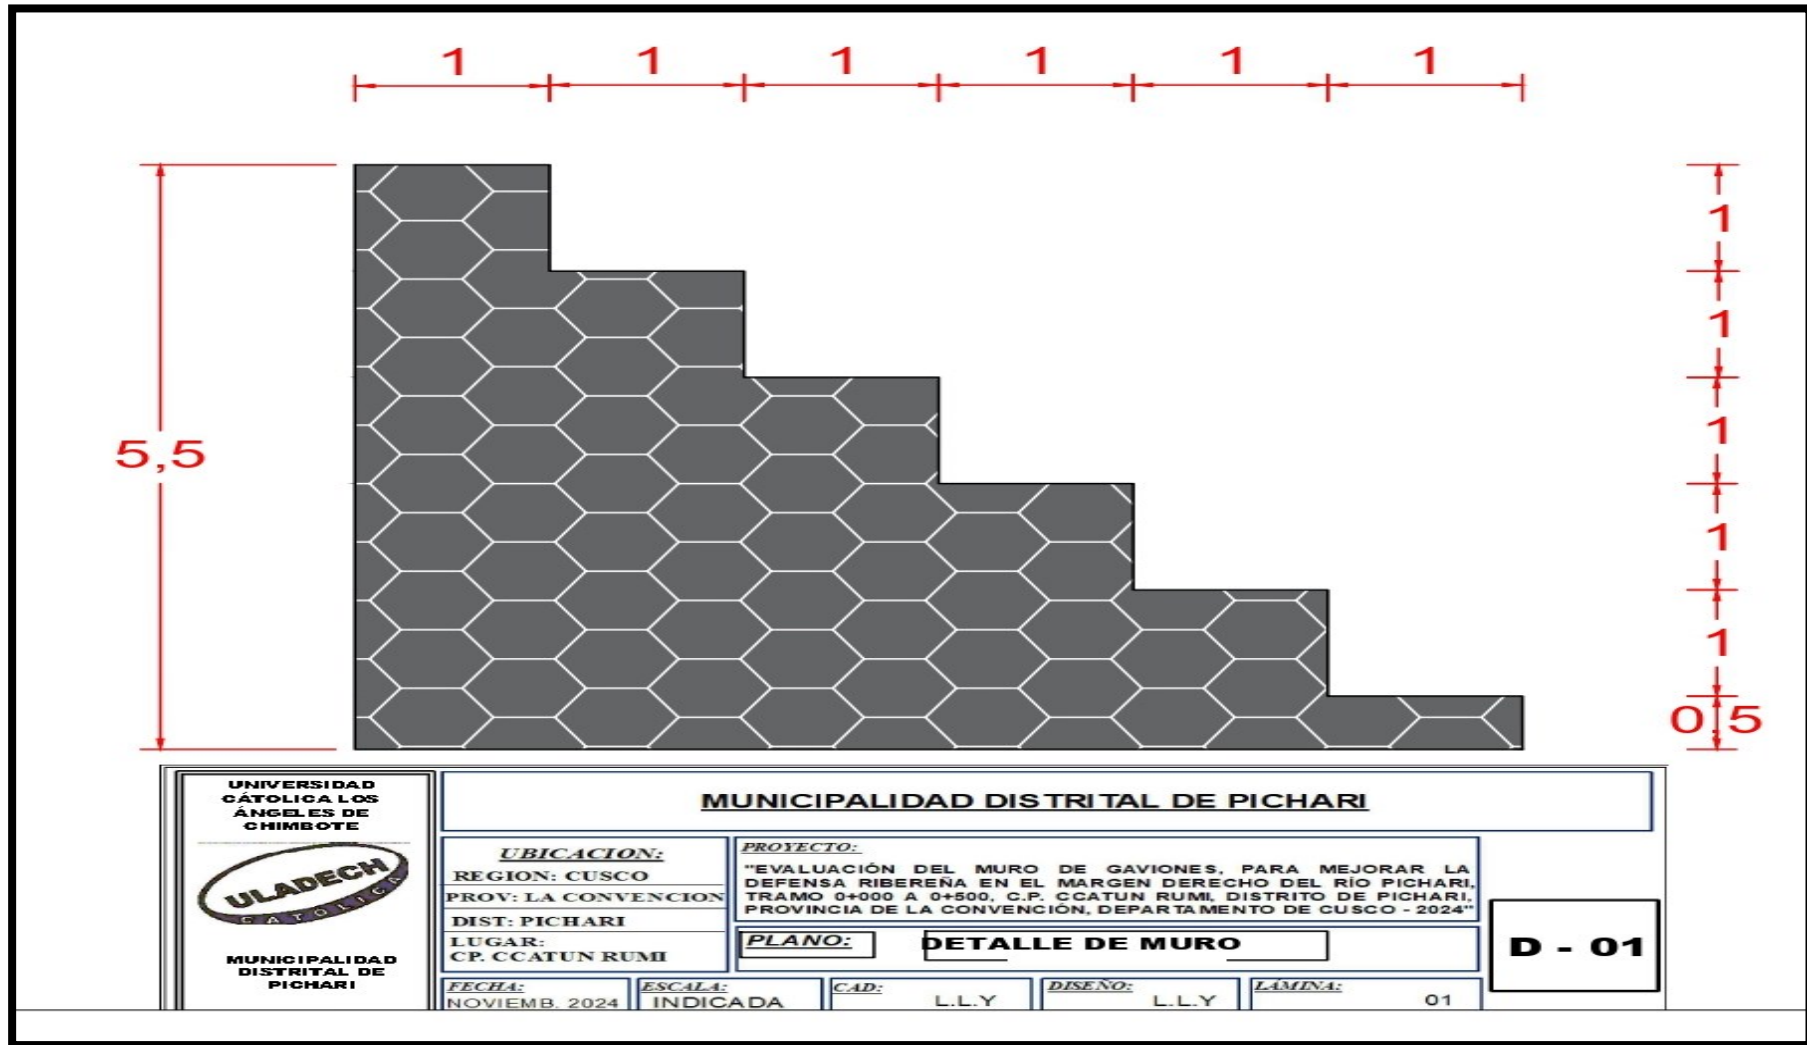 1 1 1 1 1 1
5,5
1
1
1
1
1
0,5
UNIVERSIDAD
CÁTOLICA LOS
ÁNGELES DE
CHIMBOTE
ULADECH
CATOLICA
MUNICIPALIDAD
DISTRITAL DE
PICHARI
MUNICIPALIDAD DISTRITAL DE PICHARI
UBICACION:
REGION: CUSCO
PROV: LA CONVENCION
DIST: PICHARI
LUGAR:
CP. CCATUN RUMI
PROYECTO:
"EVALUACIÓN DEL MURO DE GAVIONES, PARA MEJORAR LA
DEFENSA RIBEREÑA EN EL MARGEN DERECHO DEL RÍO PICHARI,
TRAMO 0+000 A 0+500, C.P. CCATUN RUMI, DISTRITO DE PICHARI,
PROVINCIA DE LA CONVENCIÓN, DEPARTAMENTO DE CUSCO - 2024"
PLANO: DETALLE DE MURO
D - 01
FECHA:
NOVIEMB. 2024
ESCALA:
INDICADA
CAD:
L.L.Y
DISEÑO:
L.L.Y
LÁMINA:
01